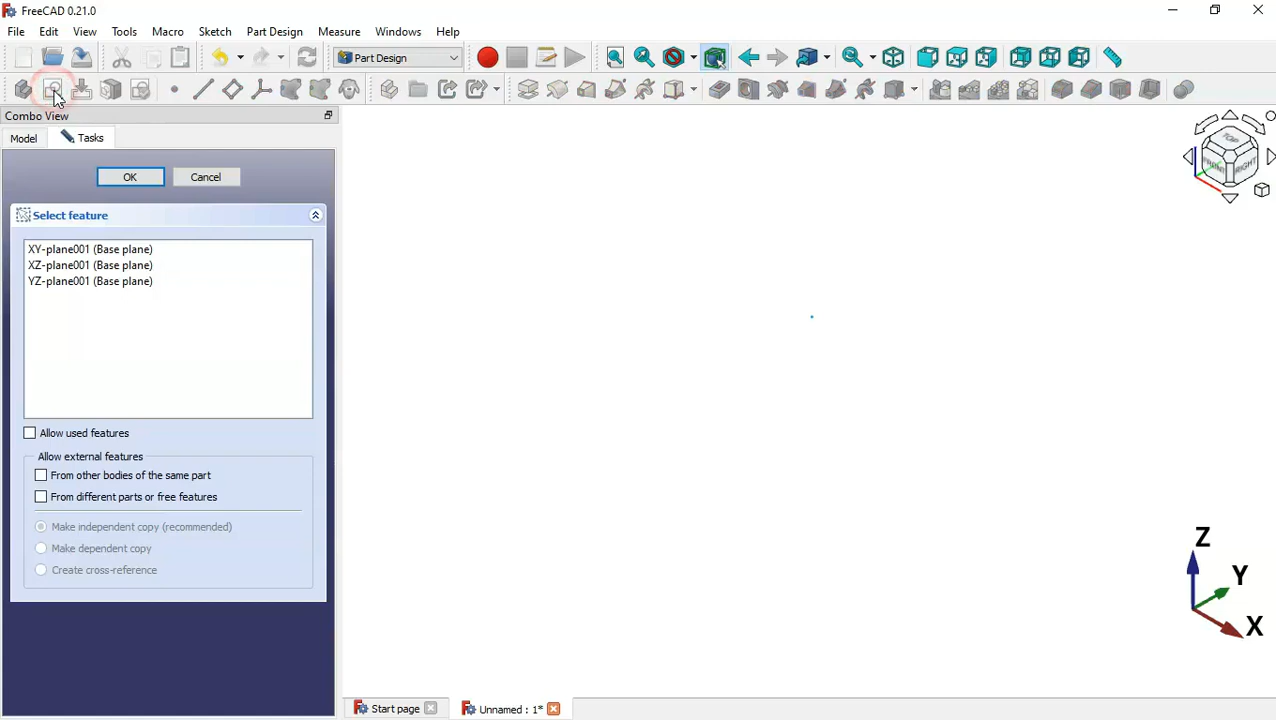 FreeCAD 0.21.0
File Edit View Tools Macro Sketch Part Design Measure Windows Help
Part Design
Combo View
Model Tasks
OK Cancel
Select feature
XY-plane001 (Base plane)
XZ-plane001 (Base plane)
YZ-plane001 (Base plane)
Allow used features
Allow external features
From other bodies of the same part
From different parts or free features
Make independent copy (recommended)
Make dependent copy
Create cross-reference
TOP
FRONT RIGHT
Z
Y
X
Start page Unnamed : 1*